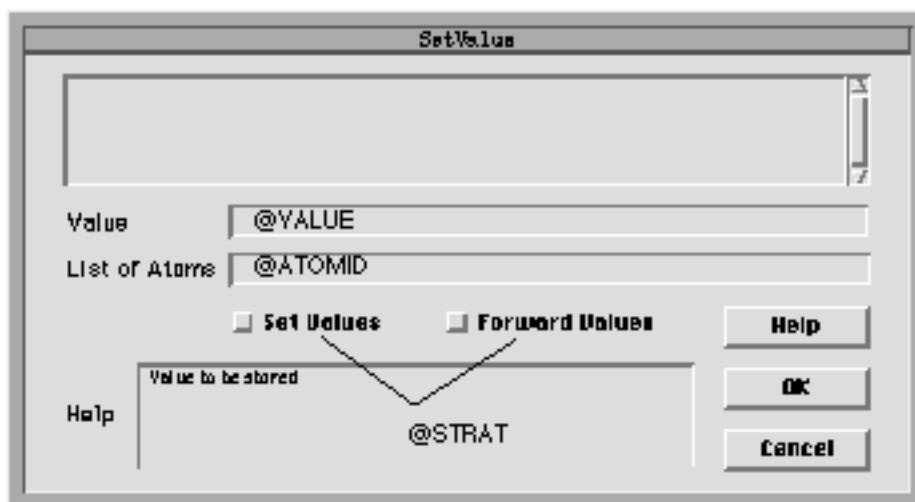 SetValue
Value @VALUE
List of Atoms @ATOMID
Set Values Forward Values Help
Value to be stored
OK
Help
@STRAT
Cancel